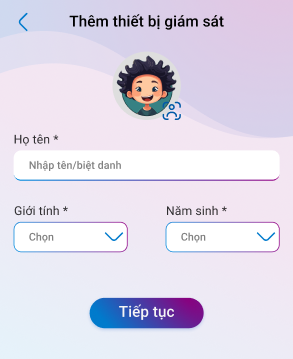 Thêm thiết bị giám sát
Họ tên *
Nhập tên/biệt danh
Giới tính *
Năm sinh *
Chọn
Chọn
Tiếp tục